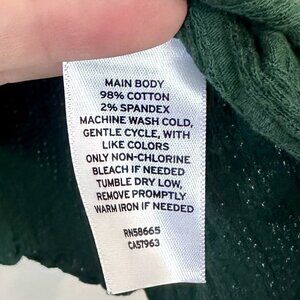 MAIN BODY
98% COTTON
2% SPANDEX
MACHINE WASH COLD,
GENTLE CYCLE, WITH
LIKE COLORS
ONLY NON-CHLORINE
BLEACH IF NEEDED
TUMBLE DRY LOW,
REMOVE PROMPTLY
WARM IRON IF NEEDED
RN58665
CA57963